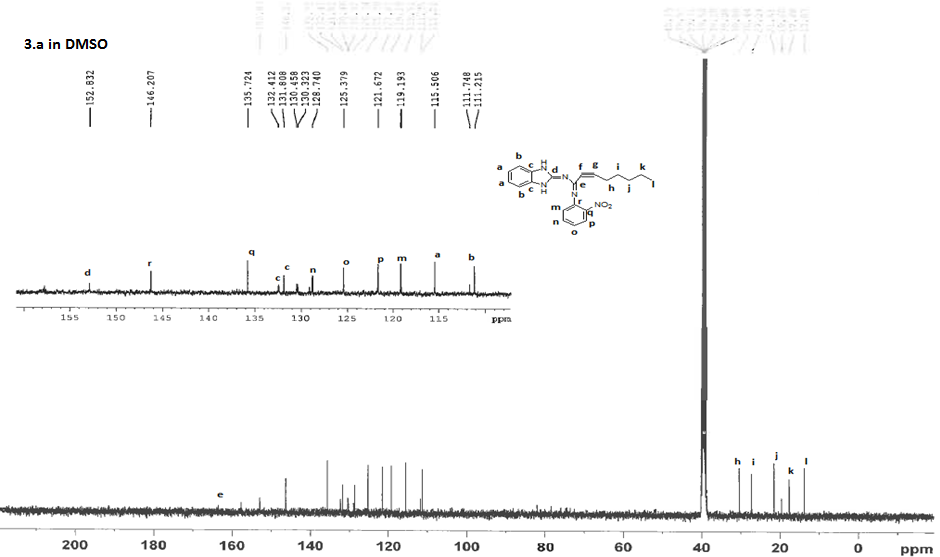 3.a in DMSO
152.832
146.207
135.724
132.412
131.808
130.458
130.323
128.740
125.379
121.672
119.193
115.506
111.748
111.215
b H f g i k
a c N d N
a c N e h j l
b H N
m r NO2
q
n p
o
d r q c c n o p m a b
155 150 145 140 135 130 125 120 115 ppm
e h i j k l
200 180 160 140 120 100 80 60 40 20 0 ppm